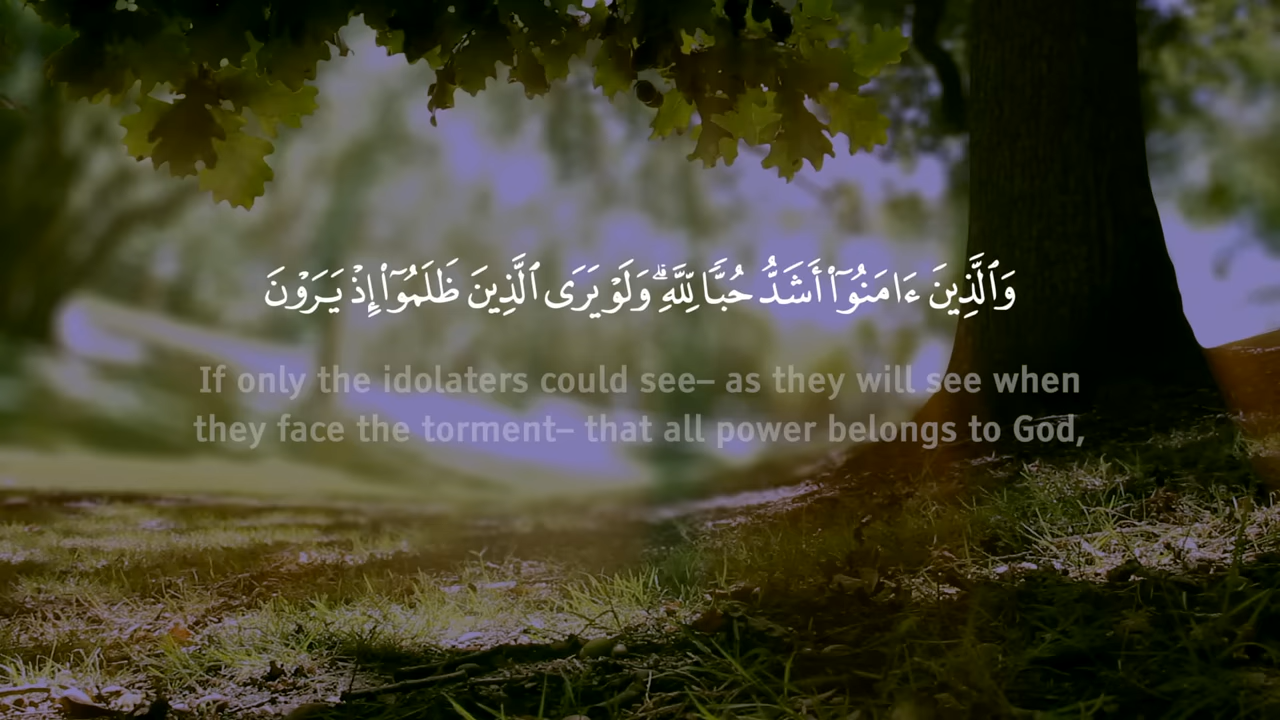 وَٱلَّذِينَ ءَامَنُوٓا۟ أَشَدُّ حُبًّۭا لِّلَّهِ ۗ وَلَوْ يَرَى ٱلَّذِينَ ظَلَمُوٓا۟ إِذْ يَرَوْنَ
If only the idolaters could see– as they will see when
they face the torment– that all power belongs to God,